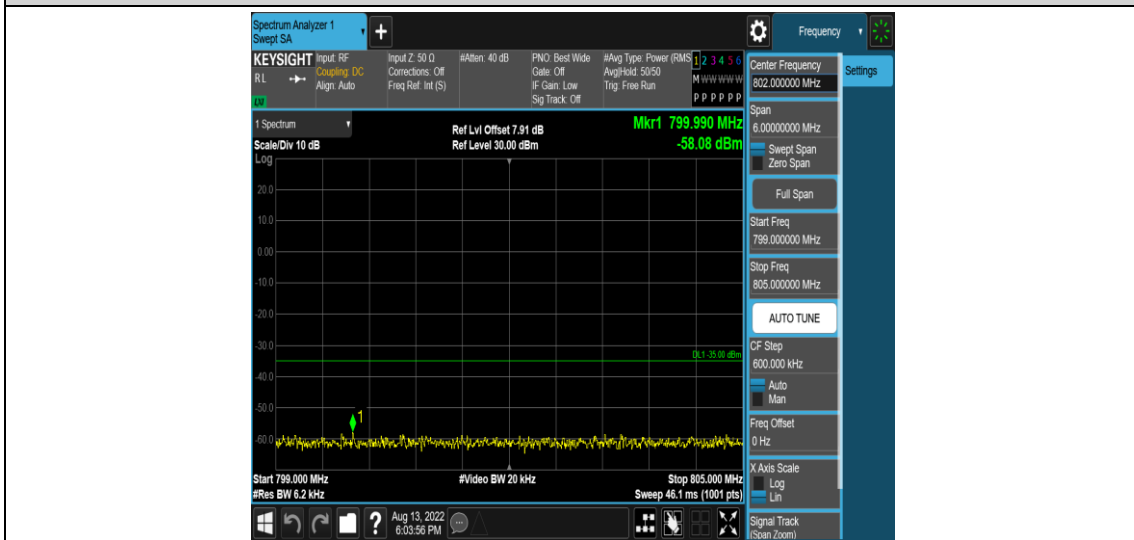 Spectrum Analyzer 1
Swept SA
+
Frequency
KEYSIGHT
RL
LXI
Input: RF
Coupling: DC
Align: Auto
Input Z: 50 Ω
Corrections: Off
Freq Ref: Int (S)
#Atten: 40 dB
PNO: Best Wide
Gate: Off
IF Gain: Low
Sig Track: Off
#Avg Type: Power (RMS
Avg|Hold: 50/50
Trig: Free Run
1 2 3 4 5 6
M W W W W W
P P P P P P
1 Spectrum
Scale/Div 10 dB
Log
Ref Lvl Offset 7.91 dB
Ref Level 30.00 dBm
Mkr1 799.990 MHz
-58.08 dBm
20.0
10.0
0.00
-10.0
-20.0
-30.0
DL1 -35.00 dBm
-40.0
-50.0
1
-60.0
Start 799.000 MHz
#Res BW 6.2 kHz
#Video BW 20 kHz
Stop 805.000 MHz
Sweep 46.1 ms (1001 pts)
?
Aug 13, 2022
6:03:56 PM
Center Frequency
802.000000 MHz
Settings
Span
6.00000000 MHz
Swept Span
Zero Span
Full Span
Start Freq
799.000000 MHz
Stop Freq
805.000000 MHz
AUTO TUNE
CF Step
600.000 kHz
Auto
Man
Freq Offset
0 Hz
X Axis Scale
Log
Lin
Signal Track
(Span Zoom)